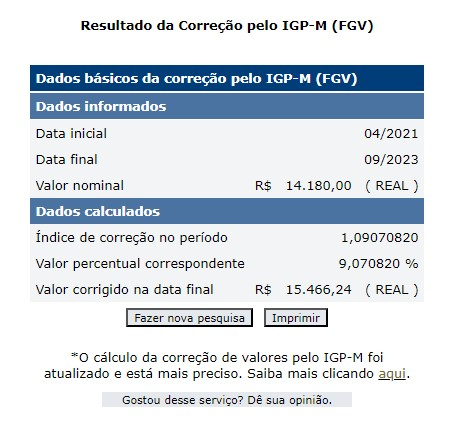 Resultado da Correção pelo IGP-M (FGV)
Dados básicos da correção pelo IGP-M (FGV)
Dados informados
Data inicial 04/2021
Data final 09/2023
Valor nominal R$ 14.180,00 ( REAL )
Dados calculados
Índice de correção no período 1,09070820
Valor percentual correspondente 9,070820 %
Valor corrigido na data final R$ 15.466,24 ( REAL )
Fazer nova pesquisa Imprimir
*O cálculo da correção de valores pelo IGP-M foi
atualizado e está mais preciso. Saiba mais clicando aqui.
Gostou desse serviço? Dê sua opinião.